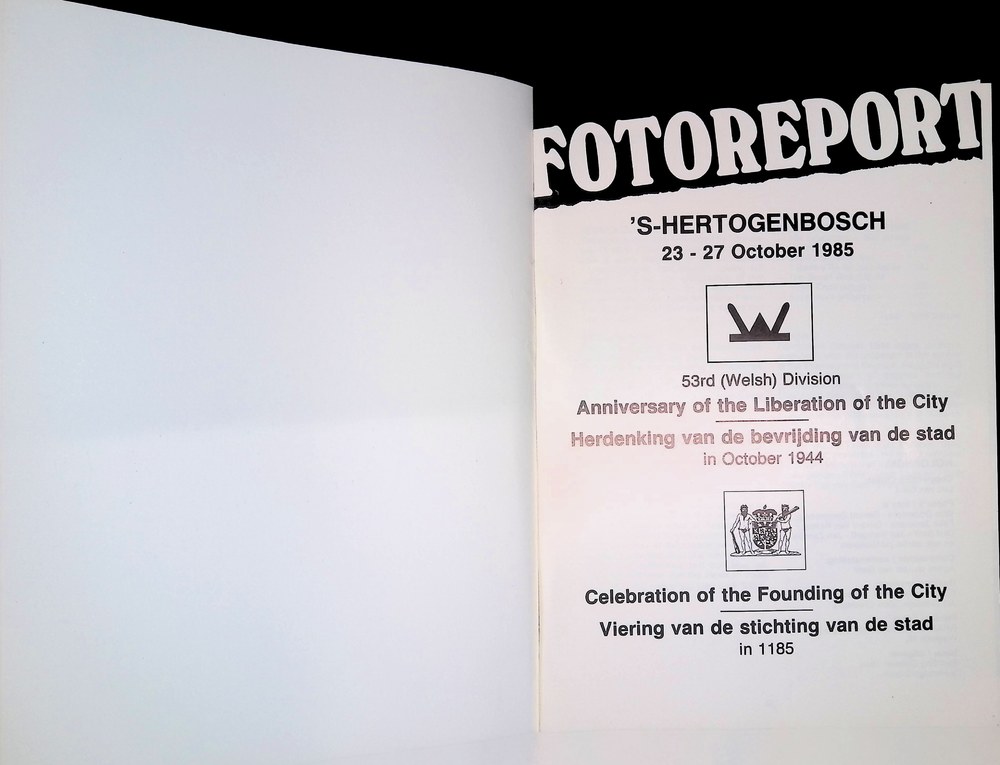 FOTOREPORT
'S-HERTOGENBOSCH
23 - 27 October 1985
53rd (Welsh) Division
Anniversary of the Liberation of the City
Herdenking van de bevrijding van de stad
in October 1944
Celebration of the Founding of the City
Viering van de stichting van de stad
in 1185